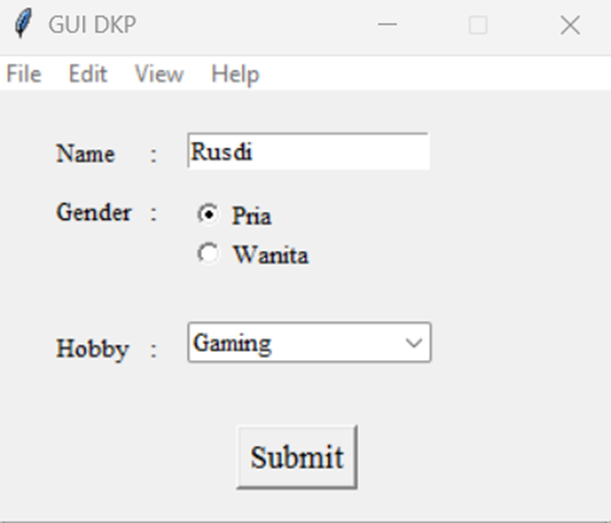 GUI DKP
File Edit View Help
Name : Rusdi
Gender : Pria
Wanita
Hobby : Gaming
Submit